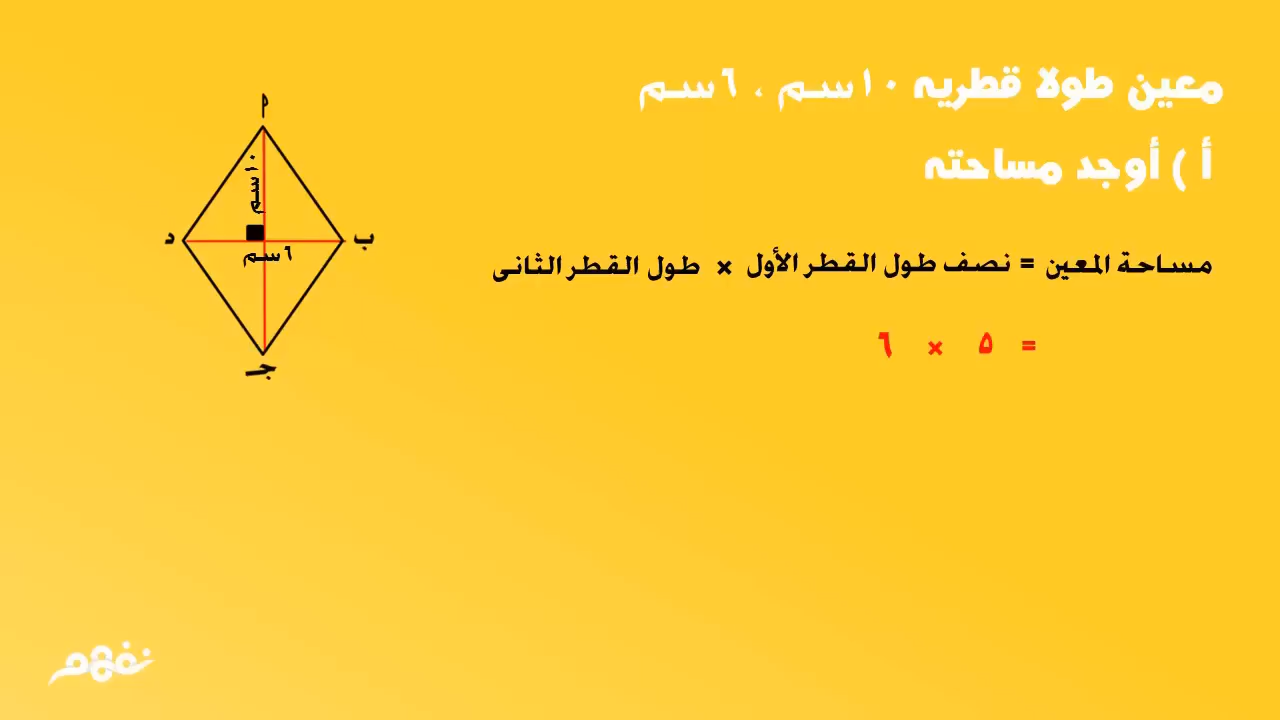 معين طولا قطريه ١٠سم ، ٦سم
أ ) أوجد مساحته
مساحة المعين = نصف طول القطر الأول × طول القطر الثانى
= ٥ × ٦
م
١٠سم
د
ب
٦سم
جـ
نفهم